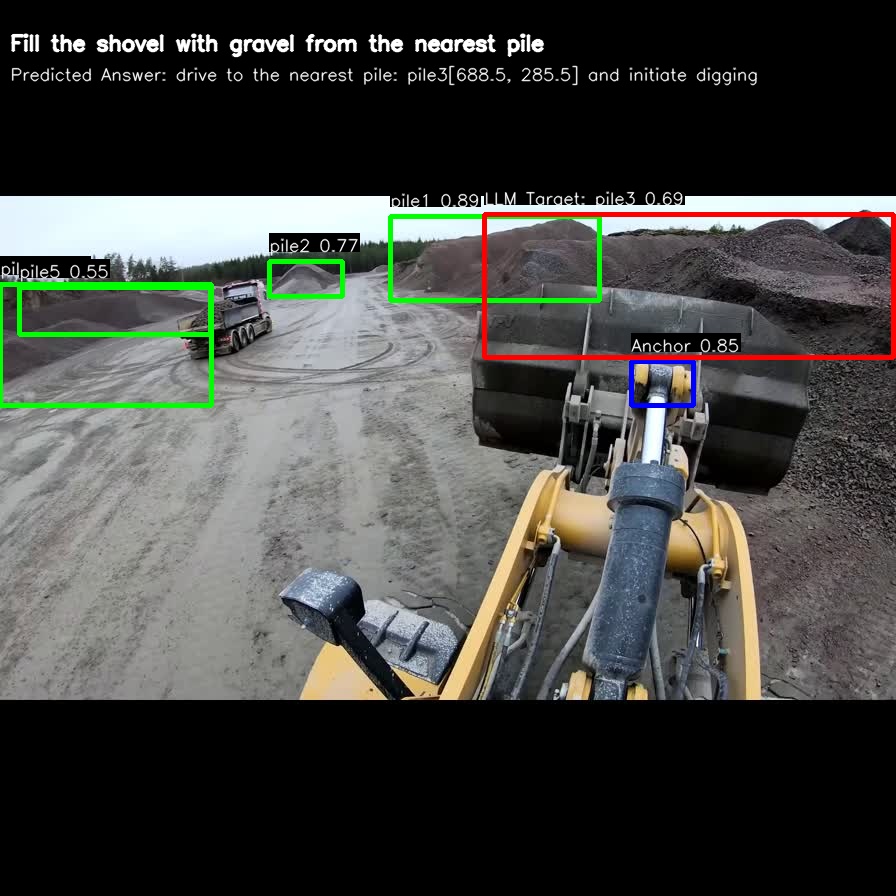 Fill the shovel with gravel from the nearest pile
Predicted Answer: drive to the nearest pile: pile3[688.5, 285.5] and initiate digging
pile1 0.89
LLM Target: pile3 0.69
pile2 0.77
pile5 0.55
Anchor 0.85